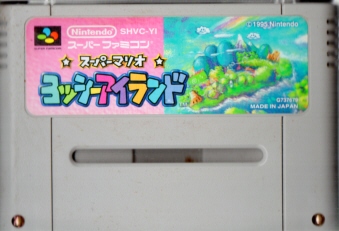 Nintendo SHVC-YI
スーパーファミコン
© 1995 Nintendo
スーパーマリオ
ヨッシーアイランド
MADE IN JAPAN